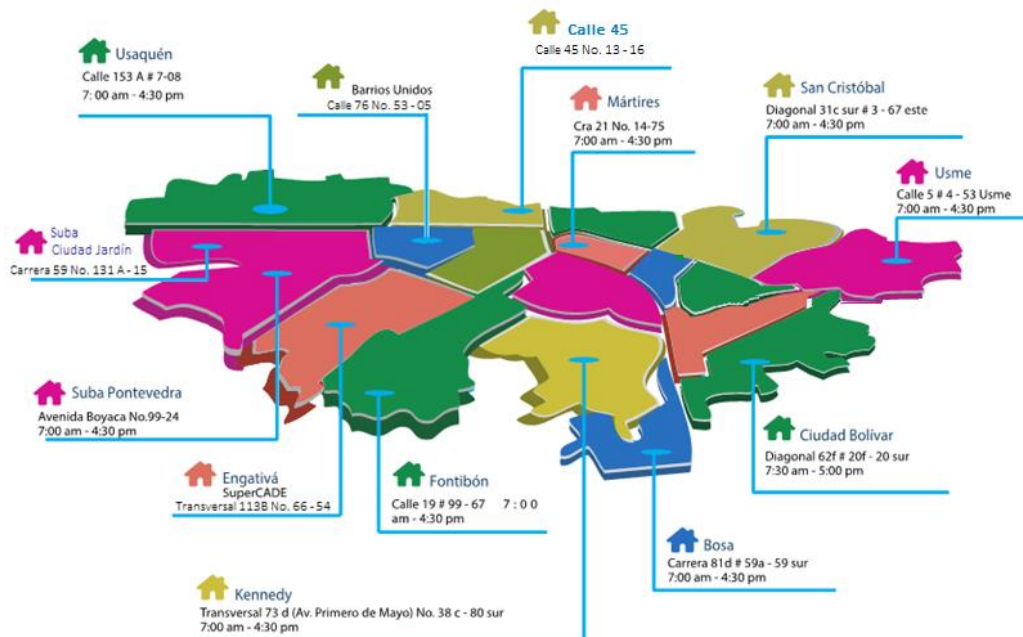 Usaquén
Calle 153 A # 7-08
7: 00 am - 4:30 pm
Calle 45
Calle 45 No. 13 - 16
Barrios Unidos
Calle 76 No. 53 - 05
Mártires
Cra 21 No. 14-75
7:00 am - 4:30 pm
San Cristóbal
Diagonal 31c sur # 3 - 67 este
7:00 am - 4:30 pm
Usme
Calle 5 # 4 - 53 Usme
7:00 am - 4:30 pm
Suba
Ciudad Jardín
Carrera 59 No. 131 A - 15
Suba Pontevedra
Avenida Boyaca No.99-24
7:00 am - 4:30 pm
Engativá
SuperCADE
Transversal 113B No. 66 - 54
Fontibón
Calle 19 # 99 - 67 7 : 0 0
am - 4:30 pm
Ciudad Bolívar
Diagonal 62f # 20f - 20 sur
7:30 am - 5:00 pm
Bosa
Carrera 81d # 59a - 59 sur
7:00 am - 4:30 pm
Kennedy
Transversal 73 d (Av. Primero de Mayo) No. 38 c - 80 sur
7:00 am - 4:30 pm